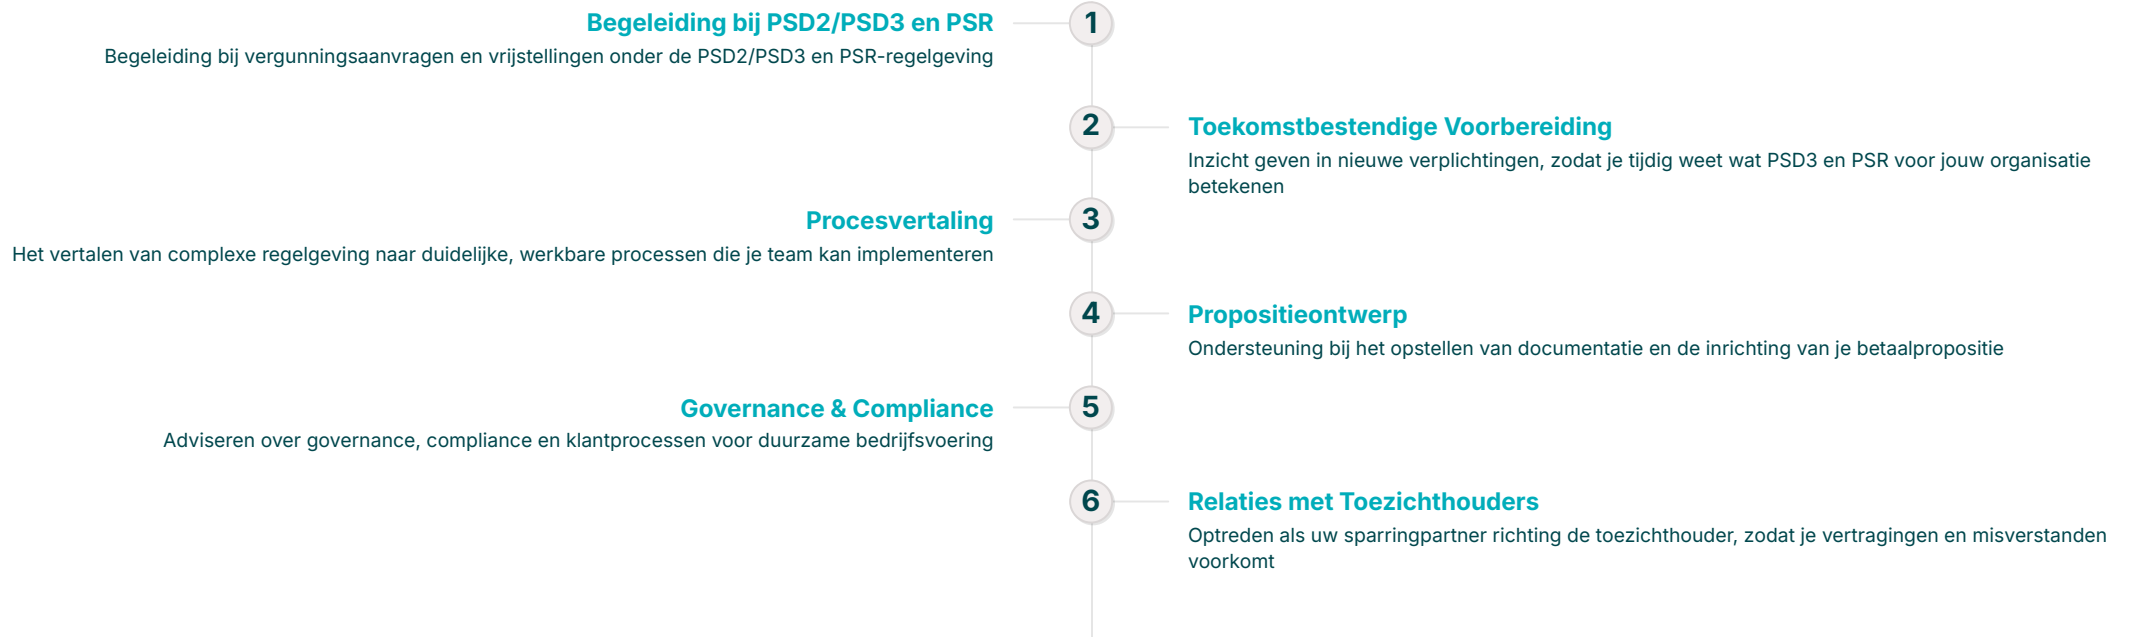 Begeleiding bij PSD2/PSD3 en PSR
1
Begeleiding bij vergunningsaanvragen en vrijstellingen onder de PSD2/PSD3 en PSR-regelgeving
2
Toekomstbestendige Voorbereiding
Inzicht geven in nieuwe verplichtingen, zodat je tijdig weet wat PSD3 en PSR voor jouw organisatie
betekenen
Procesvertaling
3
Het vertalen van complexe regelgeving naar duidelijke, werkbare processen die je team kan implementeren
4
Propositieontwerp
Ondersteuning bij het opstellen van documentatie en de inrichting van je betaalpropositie
Governance & Compliance
5
Adviseren over governance, compliance en klantprocessen voor duurzame bedrijfsvoering
6
Relaties met Toezichthouders
Optreden als uw sparringpartner richting de toezichthouder, zodat je vertragingen en misverstanden
voorkomt